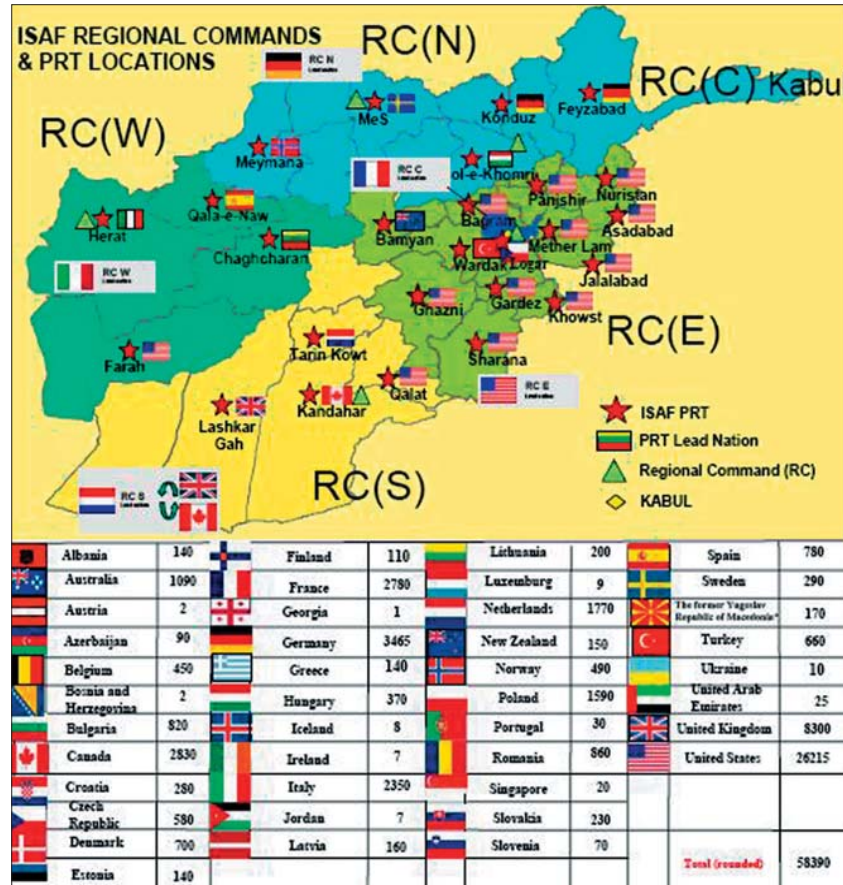 ISAF REGIONAL COMMANDS
& PRT LOCATIONS
RC(N)
RC N
RC(C) Kabu
RC(W)
MeS
Konduz
Feyzabad
Meymana
ol-e-Khomri
RC C
Qala-e-Naw
Panjshir
Nuristan
Herat
Bamyan
Bagram
Asadabad
Chaghcharan
Mether Lam
Wardak
Logar
RC W
Jalalabad
Ghazni
Gardez
Khowst
RC(E)
Tarin Kowt
Sharana
Farah
Qalat
RC E
Lashkar
Gah
Kandahar
ISAF PRT
PRT Lead Nation
Regional Command (RC)
KABUL
RC S
RC(S)
Albania 140 Finland 110 Lithuania 200 Spain 780
Australia 1090 France 2780 Luxemburg 9 Sweden 290
Austria 2 Georgia 1 Netherlands 1770 The former Yugoslav
Republic of Macedonia* 170
Azerbaijan 90 Germany 3465 New Zealand 150 Turkey 660
Belgium 450 Greece 140 Norway 490 Ukraine 10
Bosnia and
Herzegovina 2 Hungary 370 Poland 1590 United Arab
Emirates 25
Bulgaria 820 Iceland 8 Portugal 30 United Kingdom 8300
Canada 2830 Ireland 7 Romania 860 United States 26215
Croatia 280 Italy 2350 Singapore 20
Czech
Republic 580 Jordan 7 Slovakia 230
Denmark 700 Latvia 160 Slovenia 70 Total (rounded) 58390
Estonia 140